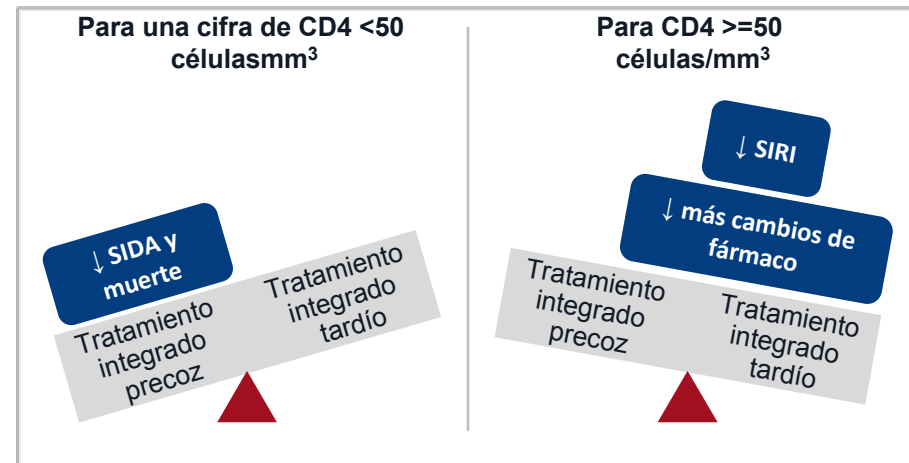 Para una cifra de CD4 <50
célulasmm³
↓ SIDA y
muerte
Tratamiento
integrado
precoz
Tratamiento
integrado
tardío
Para CD4 >=50
células/mm³
↓ SIRI
↓ más cambios de
fármaco
Tratamiento
integrado
precoz
Tratamiento
integrado
tardío